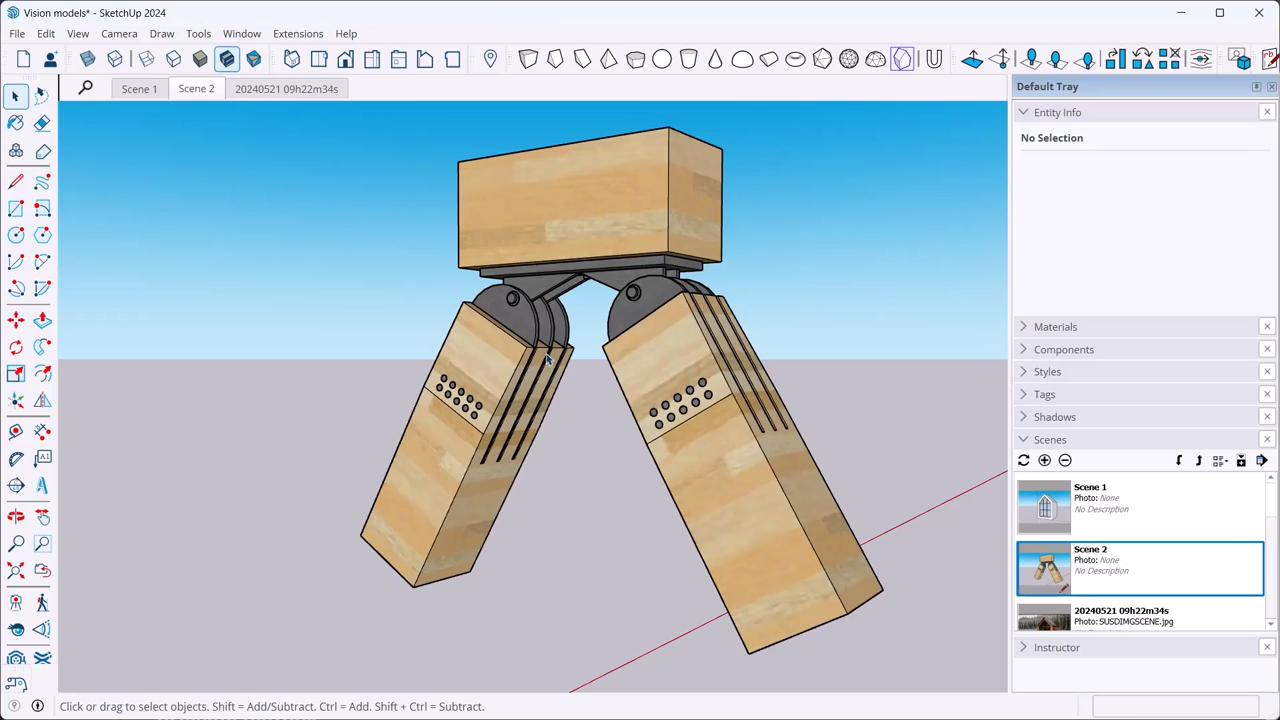 Vision models* - SketchUp 2024
File Edit View Camera Draw Tools Window Extensions Help
Scene 1 Scene 2 20240521 09h22m34s
Default Tray
Entity Info
No Selection
Materials
Components
Styles
Tags
Shadows
Scenes
Scene 1
Photo: None
No Description
Scene 2
Photo: None
No Description
20240521 09h22m34s
Photo: SUSDIMGSCENE.jpg
Instructor
Click or drag to select objects. Shift = Add/Subtract. Ctrl = Add. Shift + Ctrl = Subtract.